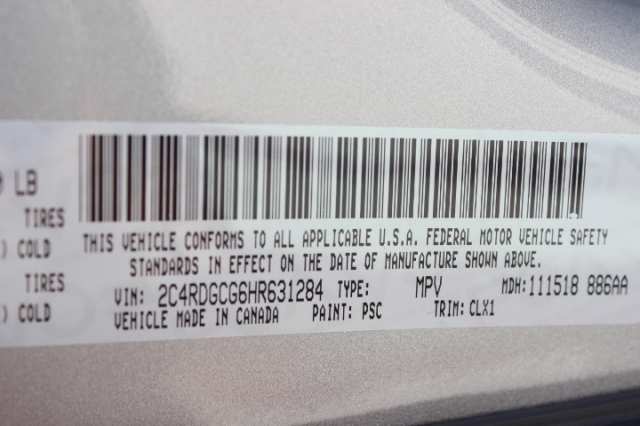 LB
TIRES
COLD
TIRES
COLD
THIS VEHICLE CONFORMS TO ALL APPLICABLE U.S.A. FEDERAL MOTOR VEHICLE SAFETY
STANDARDS IN EFFECT ON THE DATE OF MANUFACTURE SHOWN ABOVE.
VIN: 2C4RDGCG6HR631284 TYPE: MPV MDH: 111518 886AA
VEHICLE MADE IN CANADA PAINT: PSC TRIM: CLX1